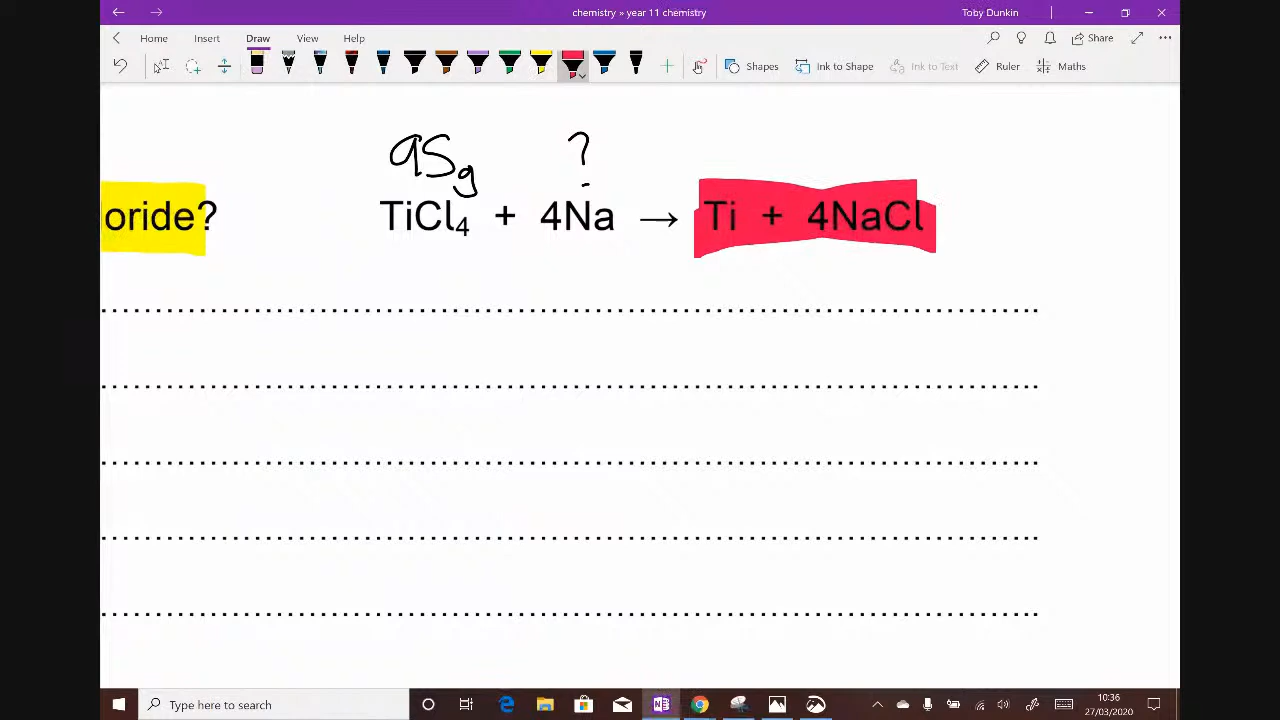 chemistry » year 11 chemistry
Toby Dunkin
Home Insert Draw View Help
Share
Shapes Ink to Shape Ink to Text Ruler Maths
95g ?
loride? TiCl₄ + 4Na → Ti + 4NaCl
Type here to search
10:36
27/03/2020